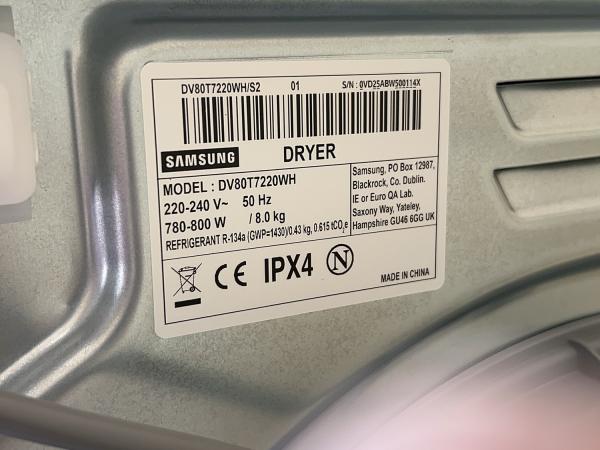 DV80T7220WH/S2 01 S/N : 0VD25ABW500114X
SAMSUNG DRYER
MODEL : DV80T7220WH
220-240 V~ 50 Hz
780-800 W / 8.0 kg
REFRIGERANT R-134a (GWP=1430)0.43 kg, 0.615 tCO₂e
Samsung, PO Box 12987,
Blackrock, Co. Dublin.
IE or Euro QA Lab.
Saxony Way, Yateley,
Hampshire GU46 6GG UK
CE IPX4 N
MADE IN CHINA